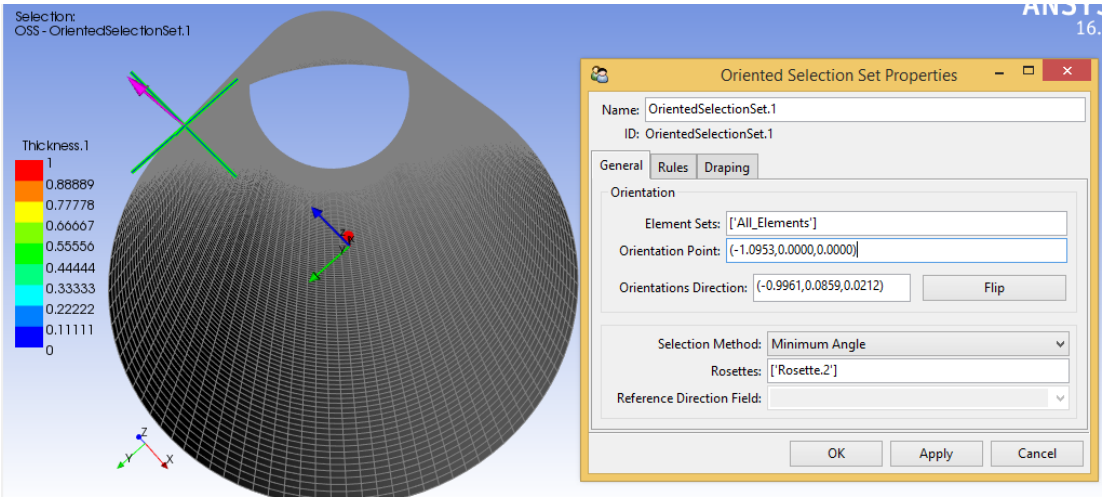 Selection:
OSS - OrientedSelectionSet.1
ANSYS
16.
Thickness.1
1
0.88889
0.77778
0.66667
0.55556
0.44444
0.33333
0.22222
0.11111
0
Z
Y
Z
Y
X
Oriented Selection Set Properties
Name: OrientedSelectionSet.1
ID: OrientedSelectionSet.1
General Rules Draping
Orientation
Element Sets: ['All_Elements']
Orientation Point: (-1.0953,0.0000,0.0000)
Orientations Direction: (-0.9961,0.0859,0.0212) Flip
Selection Method: Minimum Angle
Rosettes: ['Rosette.2']
Reference Direction Field:
OK Apply Cancel